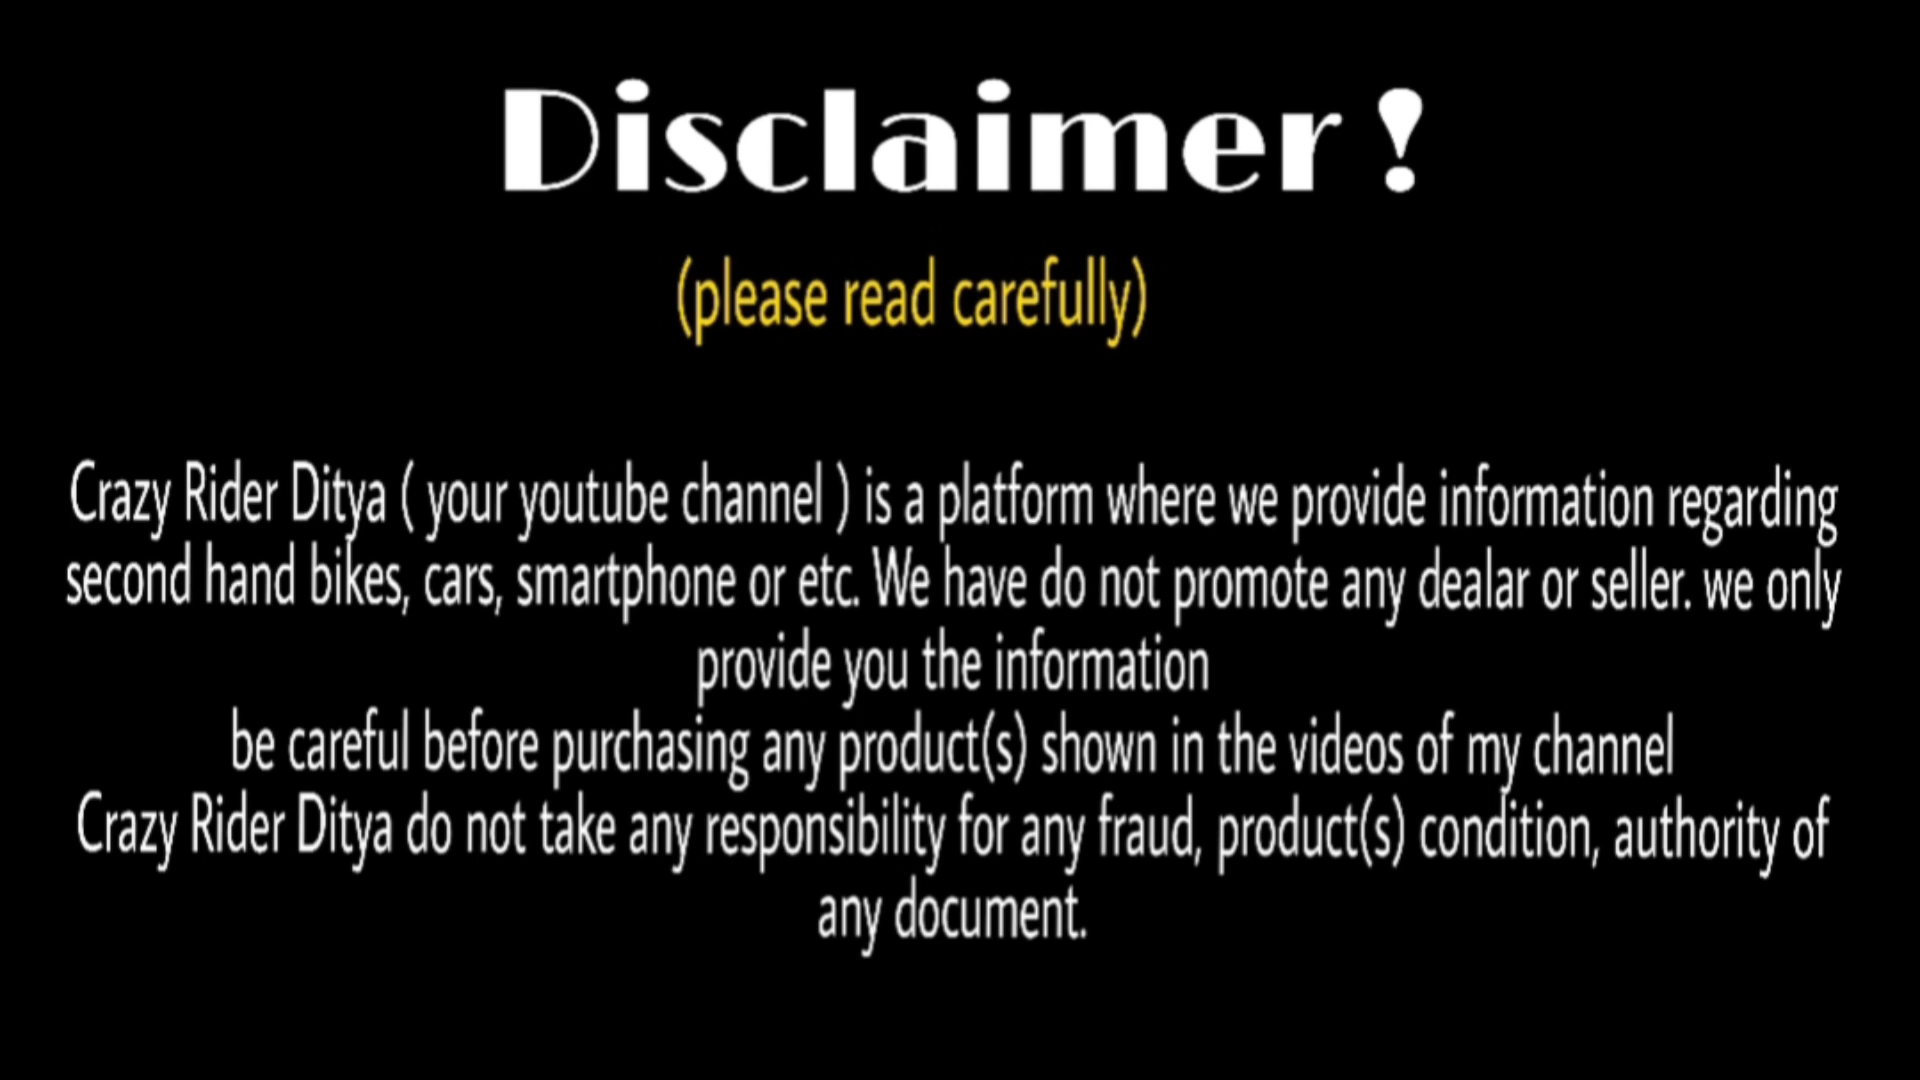 Disclaimer !
(please read carefully)
Crazy Rider Ditya ( your youtube channel ) is a platform where we provide information regarding
second hand bikes, cars, smartphone or etc. We have do not promote any dealar or seller. we only
provide you the information
be careful before purchasing any product(s) shown in the videos of my channel
Crazy Rider Ditya do not take any responsibility for any fraud, product(s) condition, authority of
any document.